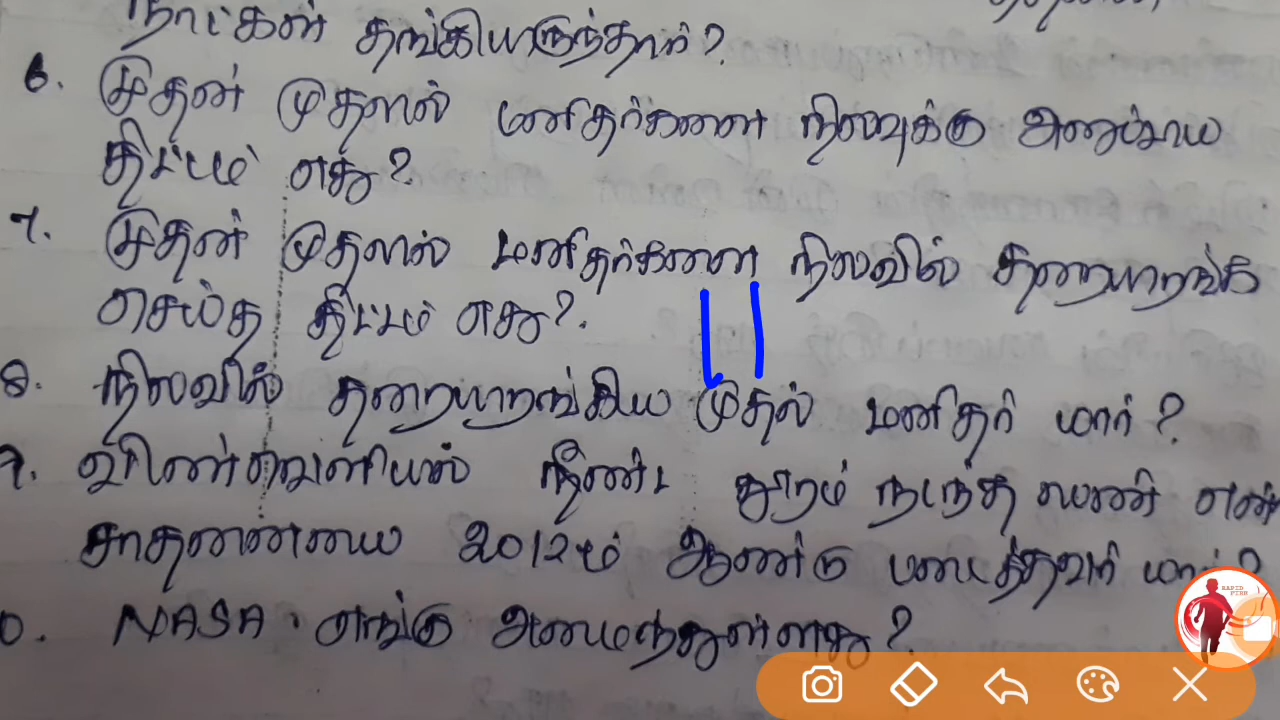 நாட்கள் தங்கியிருந்தார்?
6. முதன் முதலில் மனிதர்களை நிலவுக்கு அனுப்பிய
திட்டம் எது?
7. முதன் முதலில் மனிதர்களை நிலவில் தரையிறங்க
செய்த திட்டம் எது?
8. நிலவில் தரையிறங்கிய முதல் மனிதர் யார்?
9. விண்வெளியில் நீண்ட தூரம் நடந்த பெண் என்
சாதனையை 2012ம் ஆண்டு படைத்தவர் யார்?
0. NASA எங்கு அமைந்துள்ளது?
RAPID FIRE